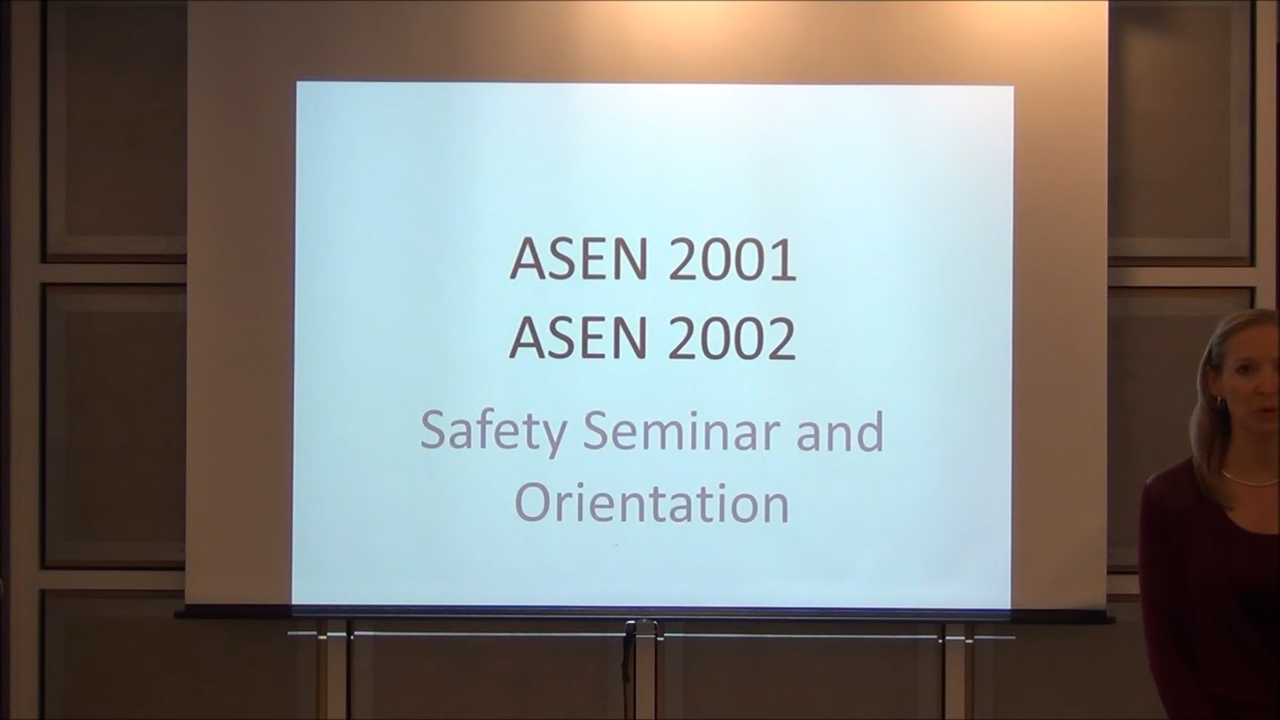 ASEN 2001
ASEN 2002
Safety Seminar and
Orientation